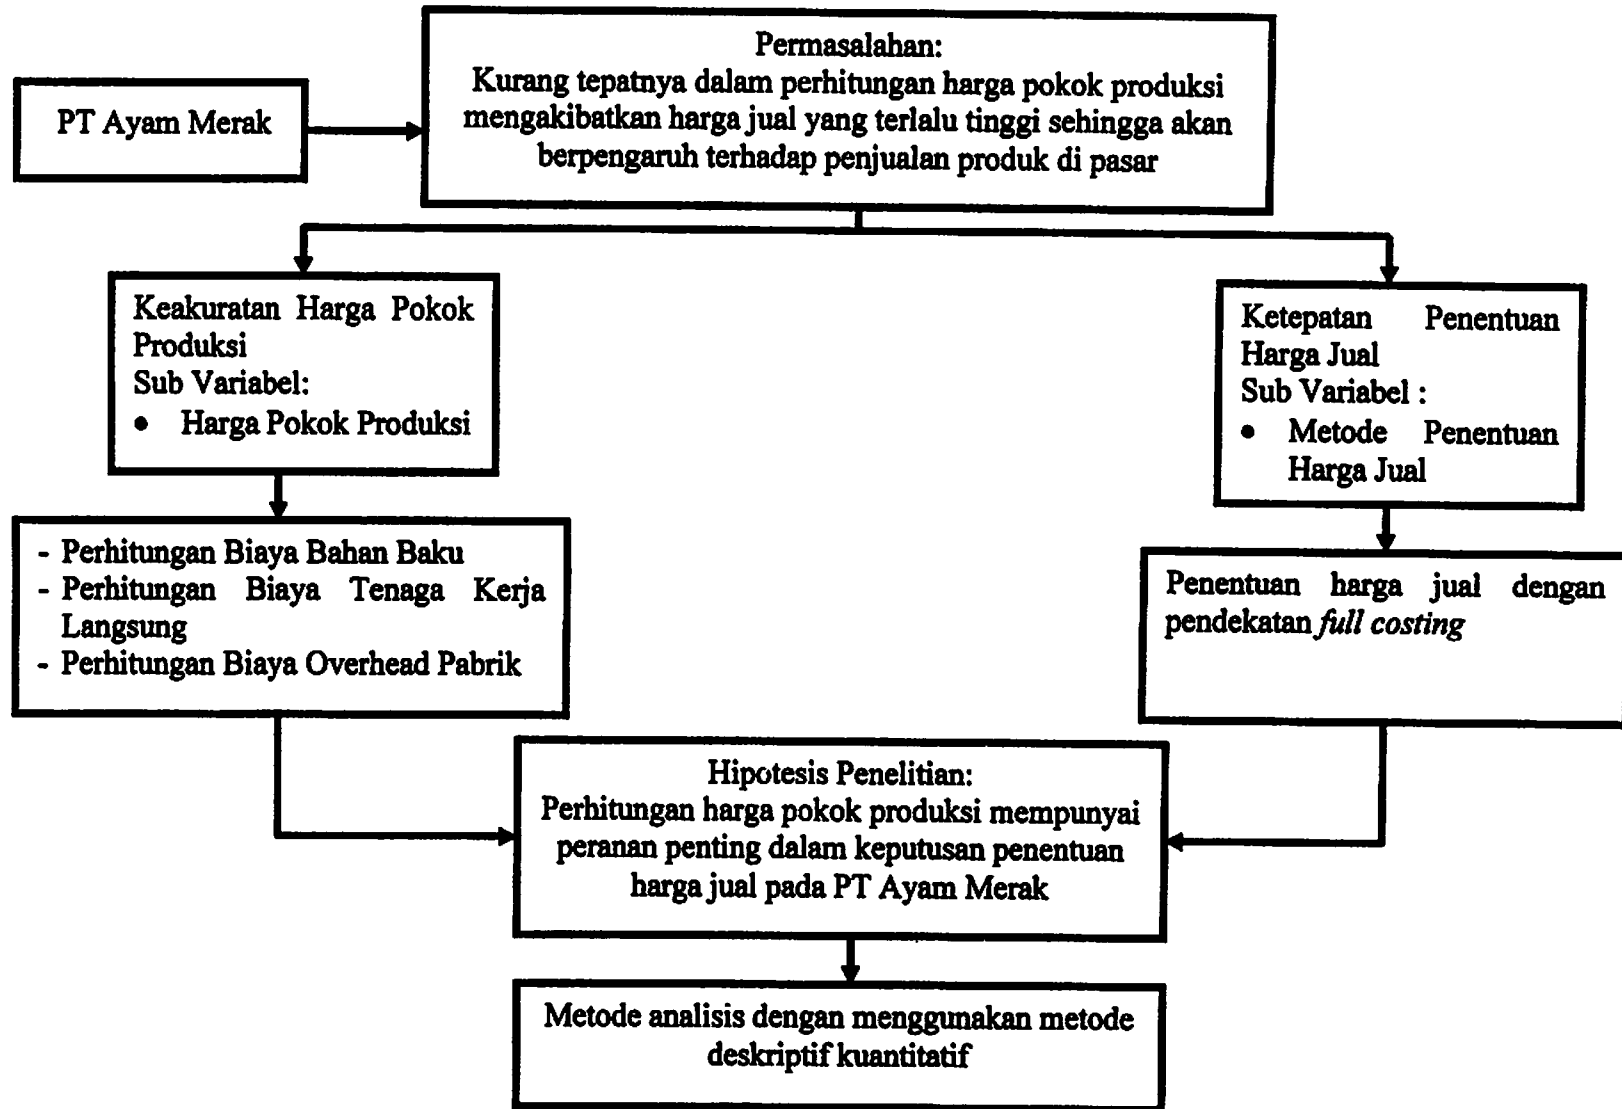 PT Ayam Merak
Permasalahan:
Kurang tepatnya dalam perhitungan harga pokok produksi
mengakibatkan harga jual yang terlalu tinggi sehingga akan
berpengaruh terhadap penjualan produk di pasar
Keakuratan Harga Pokok
Produksi
Sub Variabel:
• Harga Pokok Produksi
Ketepatan Penentuan
Harga Jual
Sub Variabel :
• Metode Penentuan
Harga Jual
- Perhitungan Biaya Bahan Baku
- Perhitungan Biaya Tenaga Kerja
Langsung
- Perhitungan Biaya Overhead Pabrik
Penentuan harga jual dengan
pendekatan full costing
Hipotesis Penelitian:
Perhitungan harga pokok produksi mempunyai
peranan penting dalam keputusan penentuan
harga jual pada PT Ayam Merak
Metode analisis dengan menggunakan metode
deskriptif kuantitatif